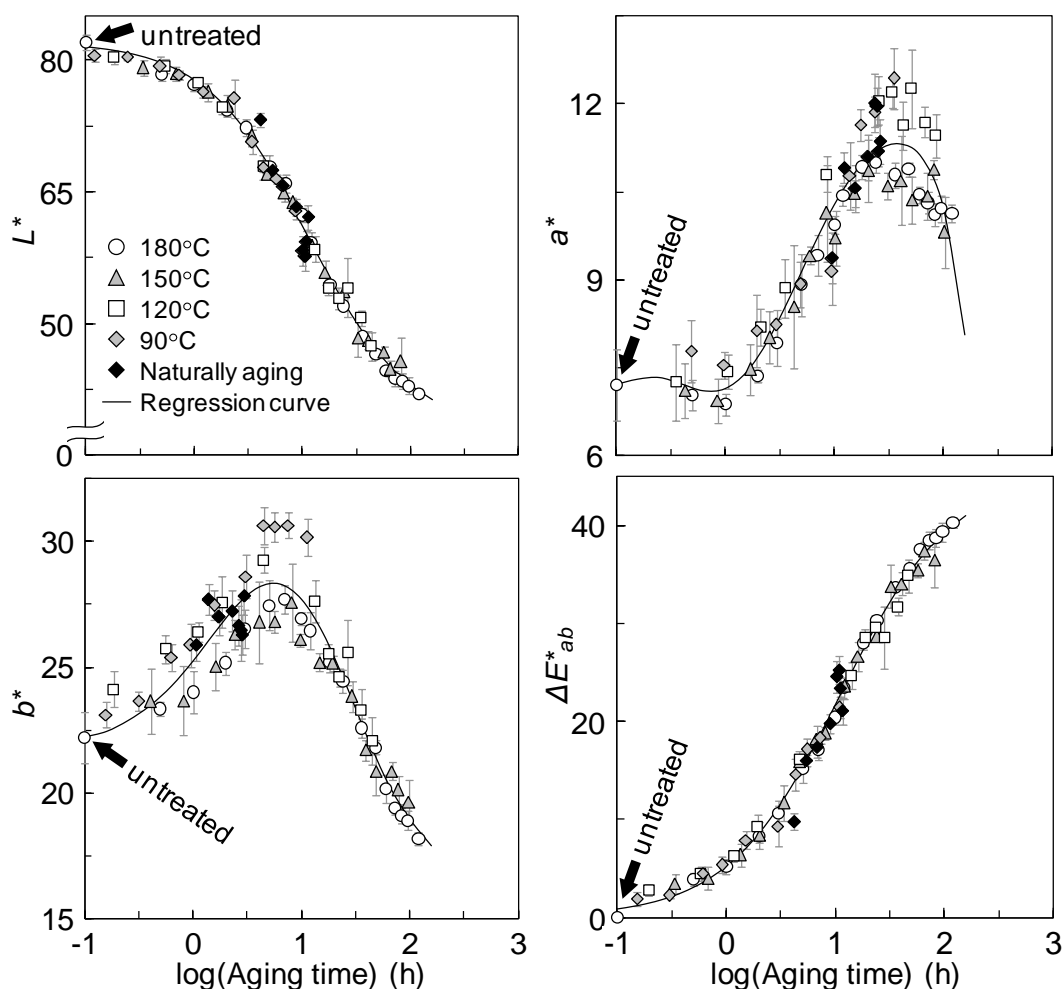 untreated
80
65
50
0
L*
180°C
150°C
120°C
90°C
Naturally aging
Regression curve
12
9
6
a*
untreated
30
25
20
15
b*
untreated
-1
0
1
2
3
log(Aging time) (h)
40
20
0
ΔE*ab
untreated
-1
0
1
2
3
log(Aging time) (h)